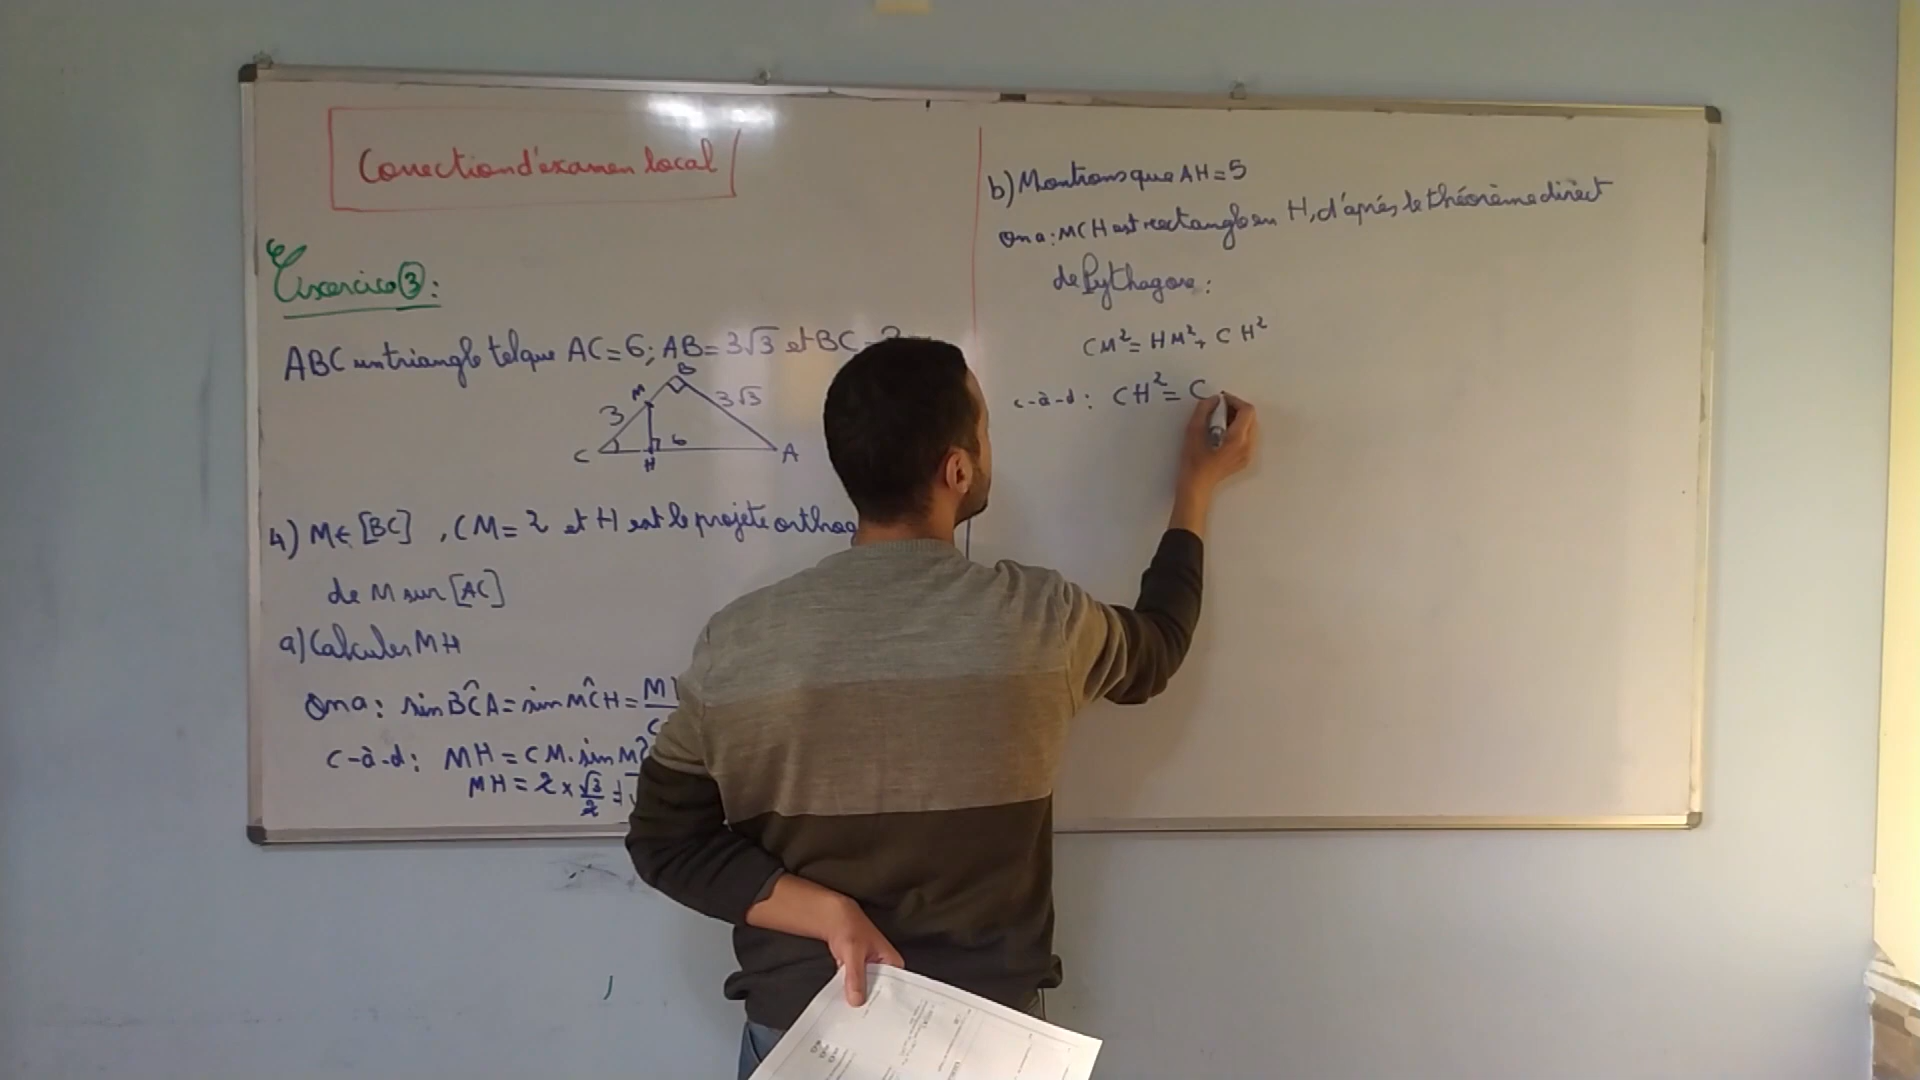 Correction d'examen local
Exercice 3 :
ABC un triangle tel que AC = 6 ; AB = 3√3 et BC
B
M
3√3
3
6
C
H
A
4) M ∈ [BC] , CM = 2 et H est le projeté orthog
de M sur [AC]
a) Calculer MH
On a : sin BĈA = sin MĈH =
c-à-d : MH = CM . sin M
MH = 2 × √3/2 =
b) Montrons que AH = 5
On a : MCH est rectangle en H, d'après le théorème direct
de Pythagore :
CM² = HM² + CH²
c-à-d : CH² = C